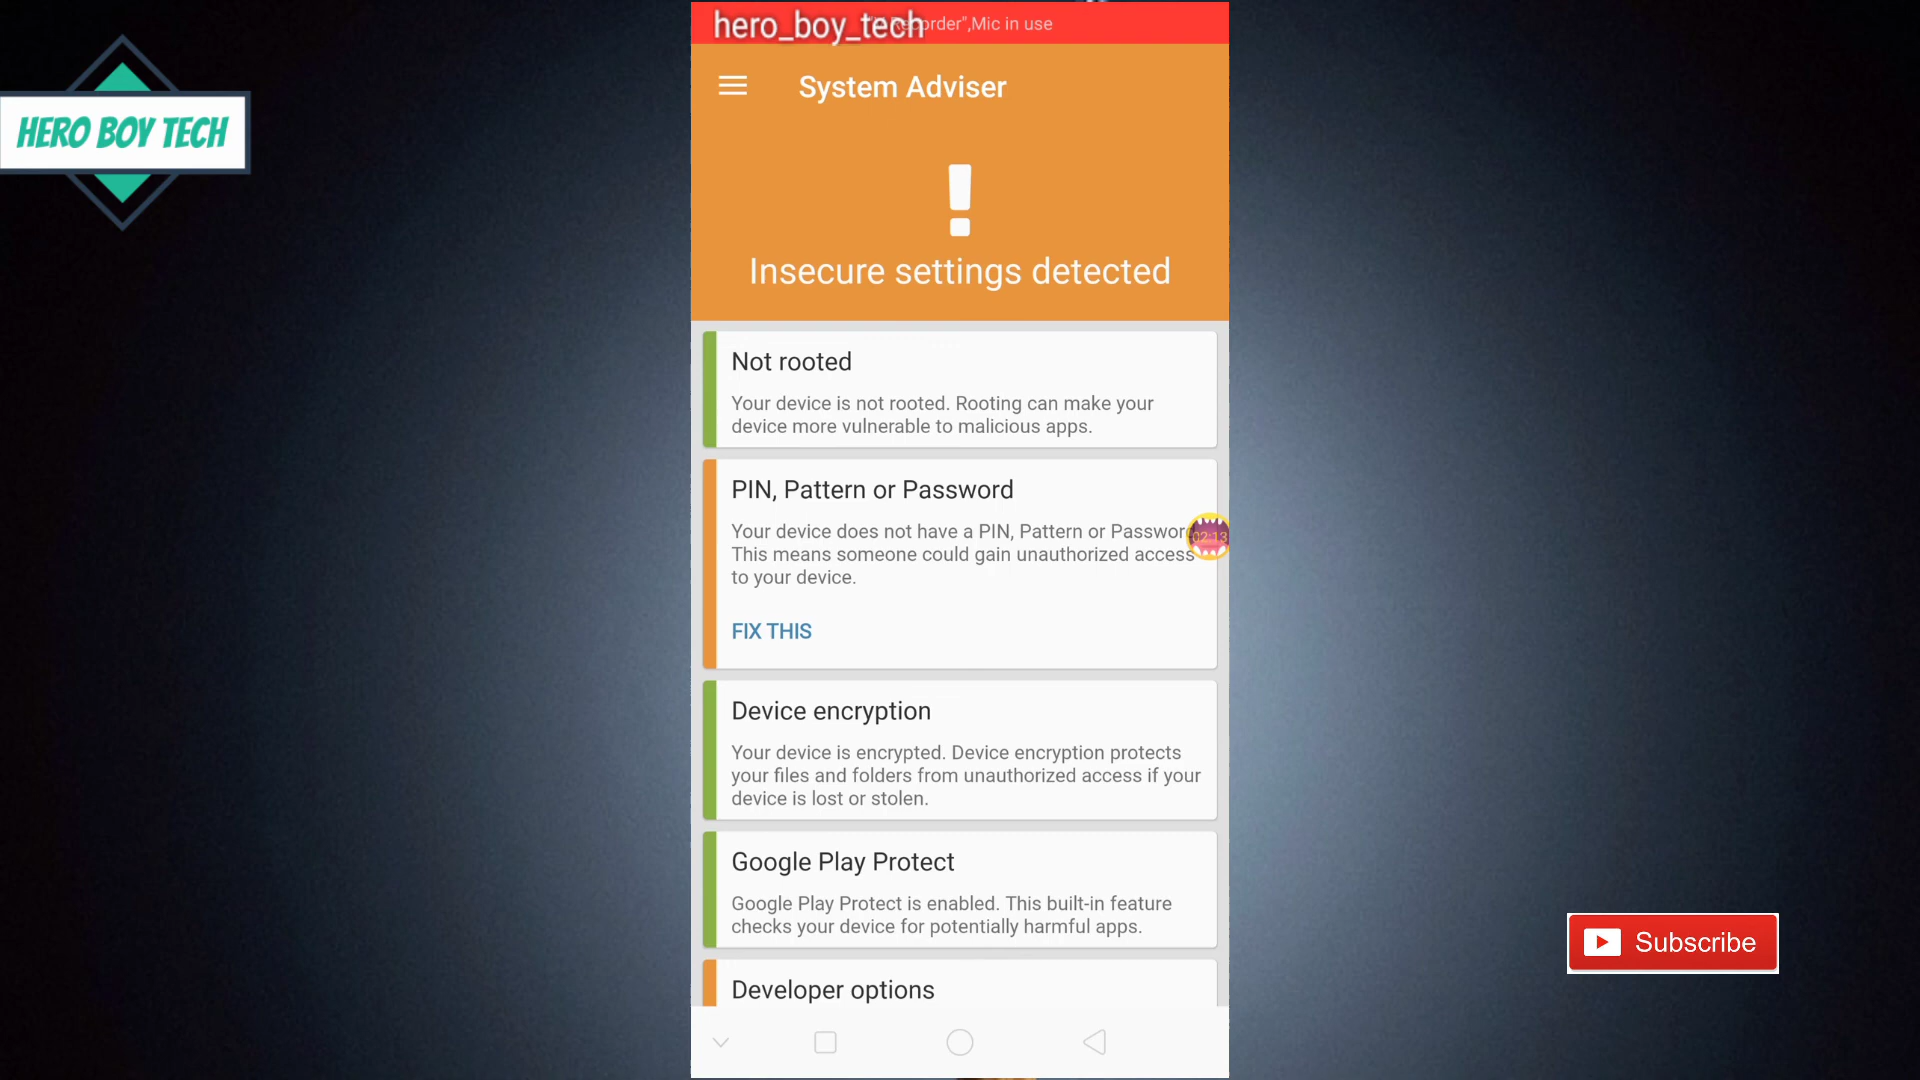 HERO BOY TECH
hero_boy_tech
order",Mic in use
System Adviser
!
Insecure settings detected
Not rooted
Your device is not rooted. Rooting can make your
device more vulnerable to malicious apps.
PIN, Pattern or Password
Your device does not have a PIN, Pattern or Passwor
This means someone could gain unauthorized access
to your device.
02:13
FIX THIS
Device encryption
Your device is encrypted. Device encryption protects
your files and folders from unauthorized access if your
device is lost or stolen.
Google Play Protect
Google Play Protect is enabled. This built-in feature
checks your device for potentially harmful apps.
Developer options
Subscribe